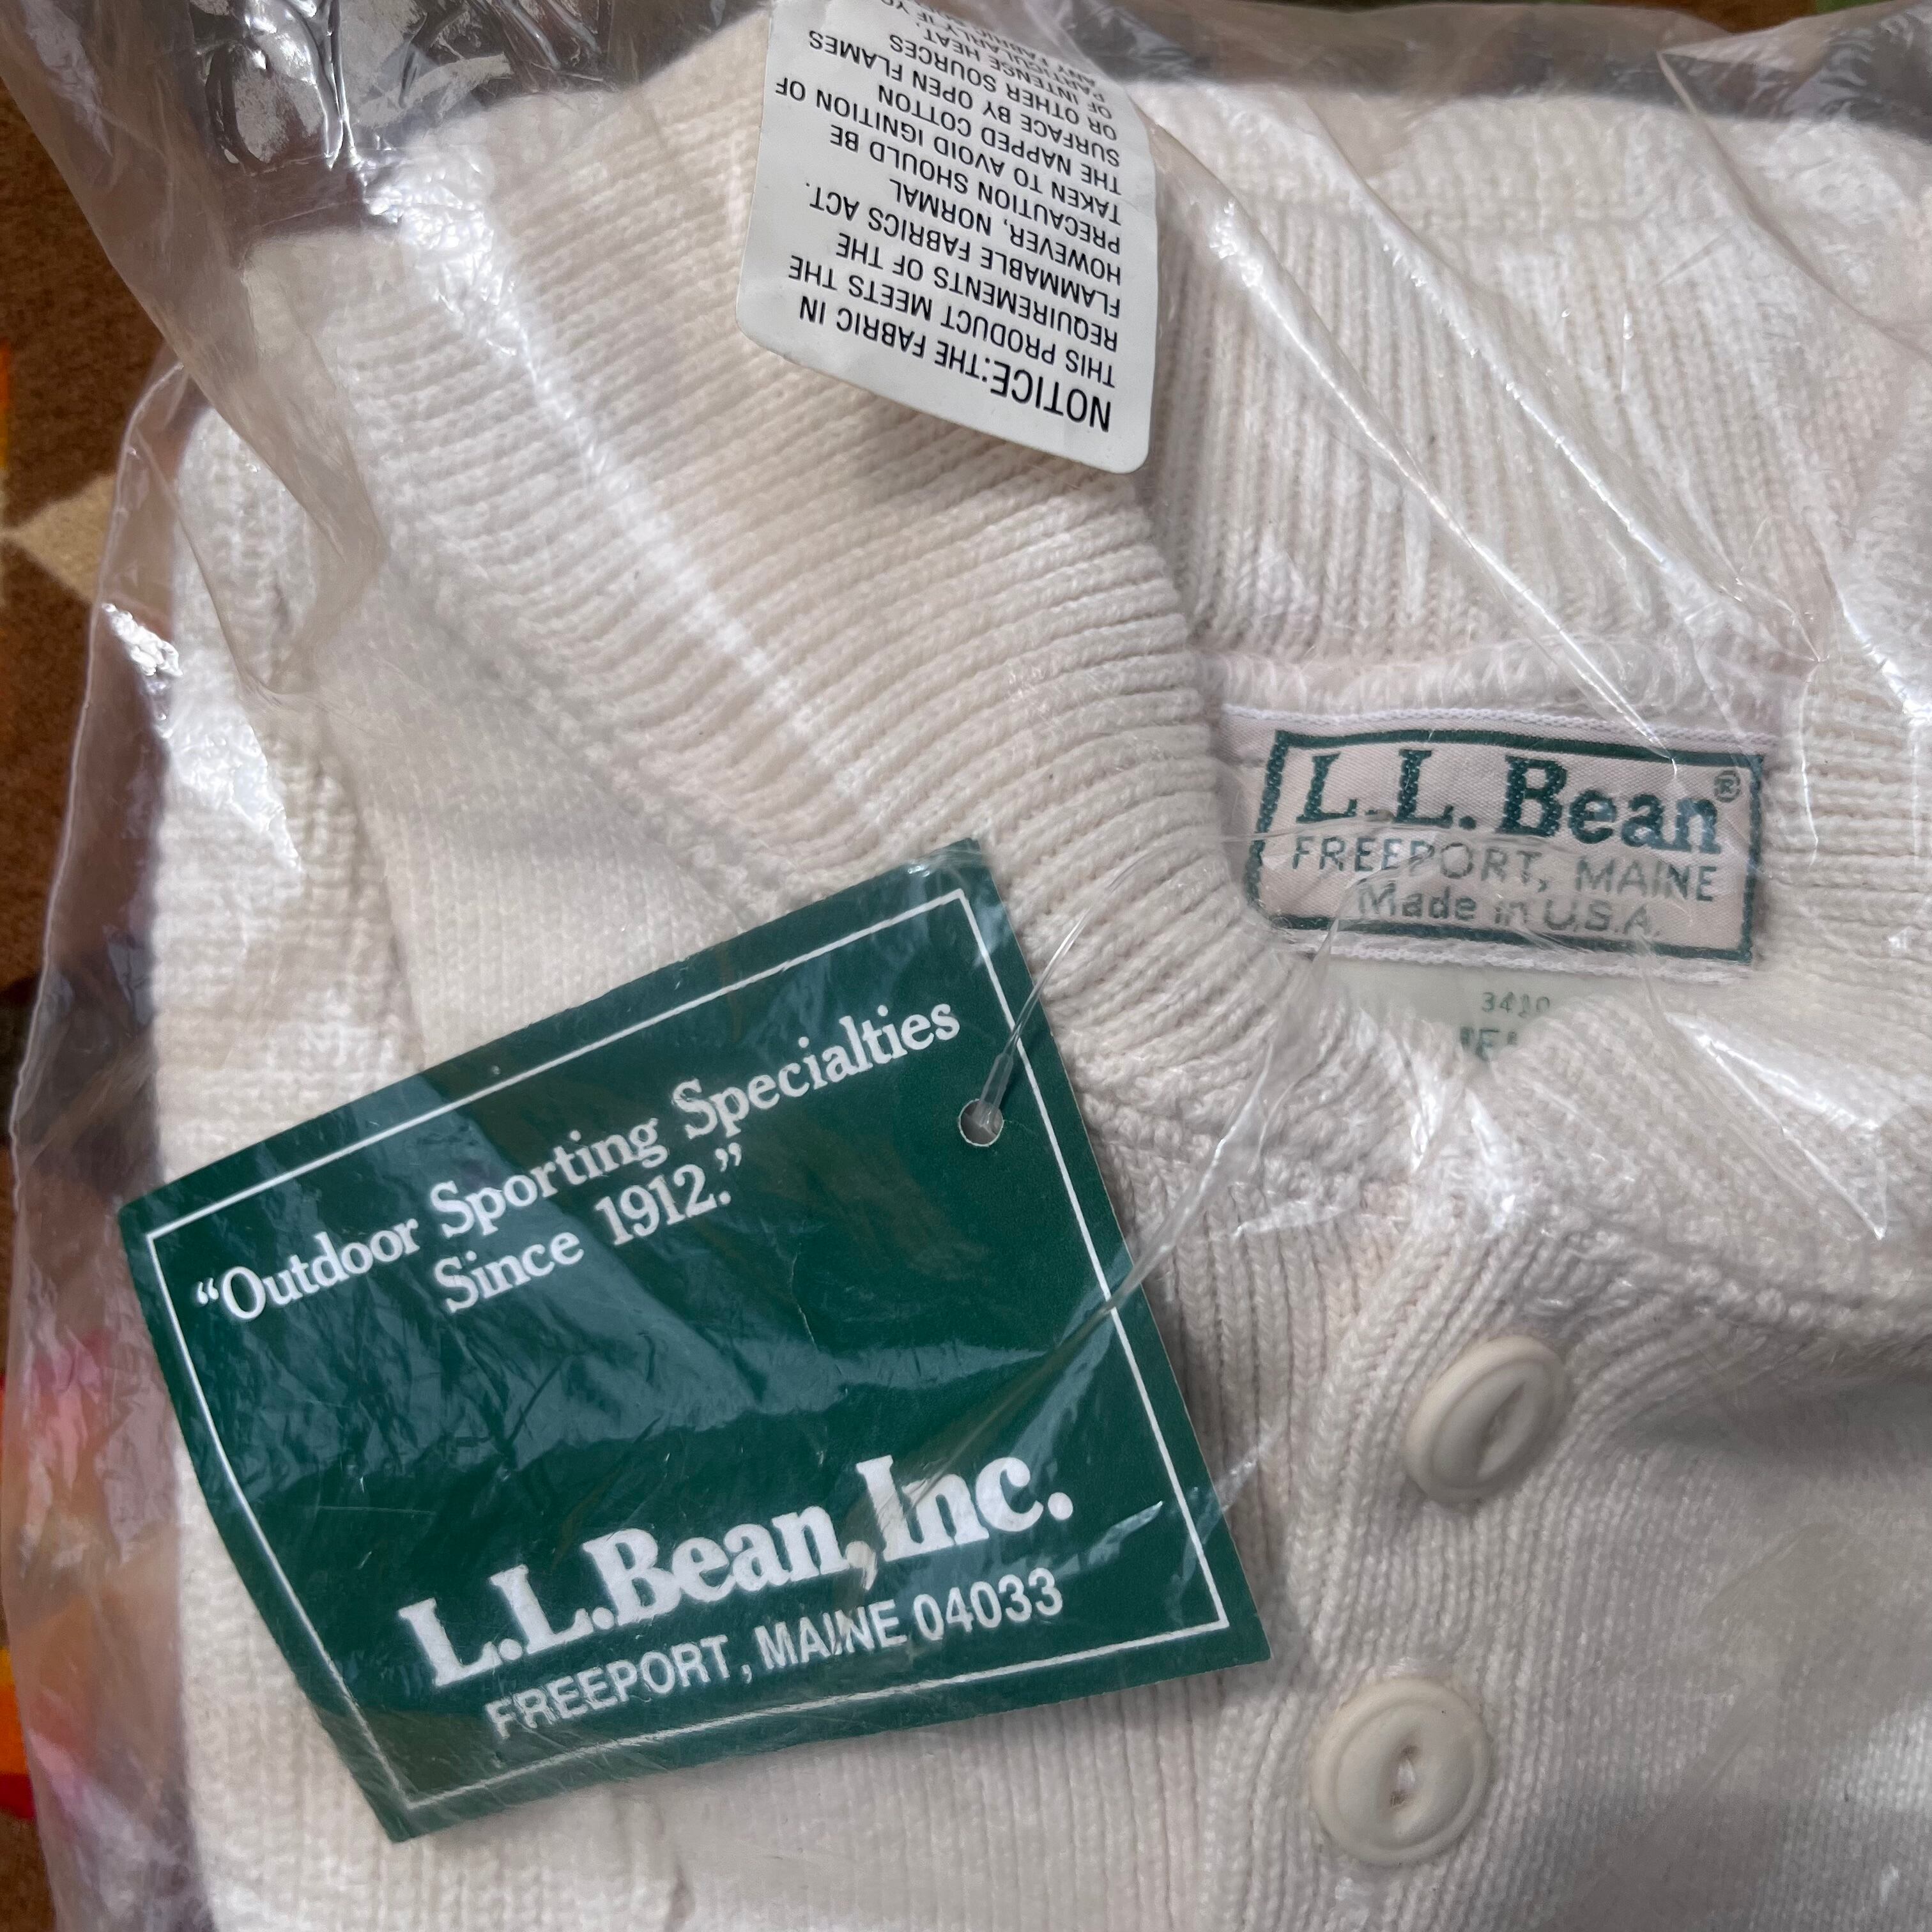 NOTICE:THE FABRIC IN
THIS PRODUCT MEETS THE
REQUIREMENTS OF THE
FLAMMABLE FABRICS ACT.
HOWEVER, NORMAL
PRECAUTION SHOULD BE
TAKEN TO AVOID IGNITION OF
THE NAPPED COTTON
SURFACE BY OPEN FLAMES
OR OTHER SOURCES
OF INTENSE HEAT,
L.L.Bean®
FREEPORT, MAINE
Made in U.S.A.
“Outdoor Sporting Specialties
Since 1912.”
L.L.Bean, Inc.
FREEPORT, MAINE 04033